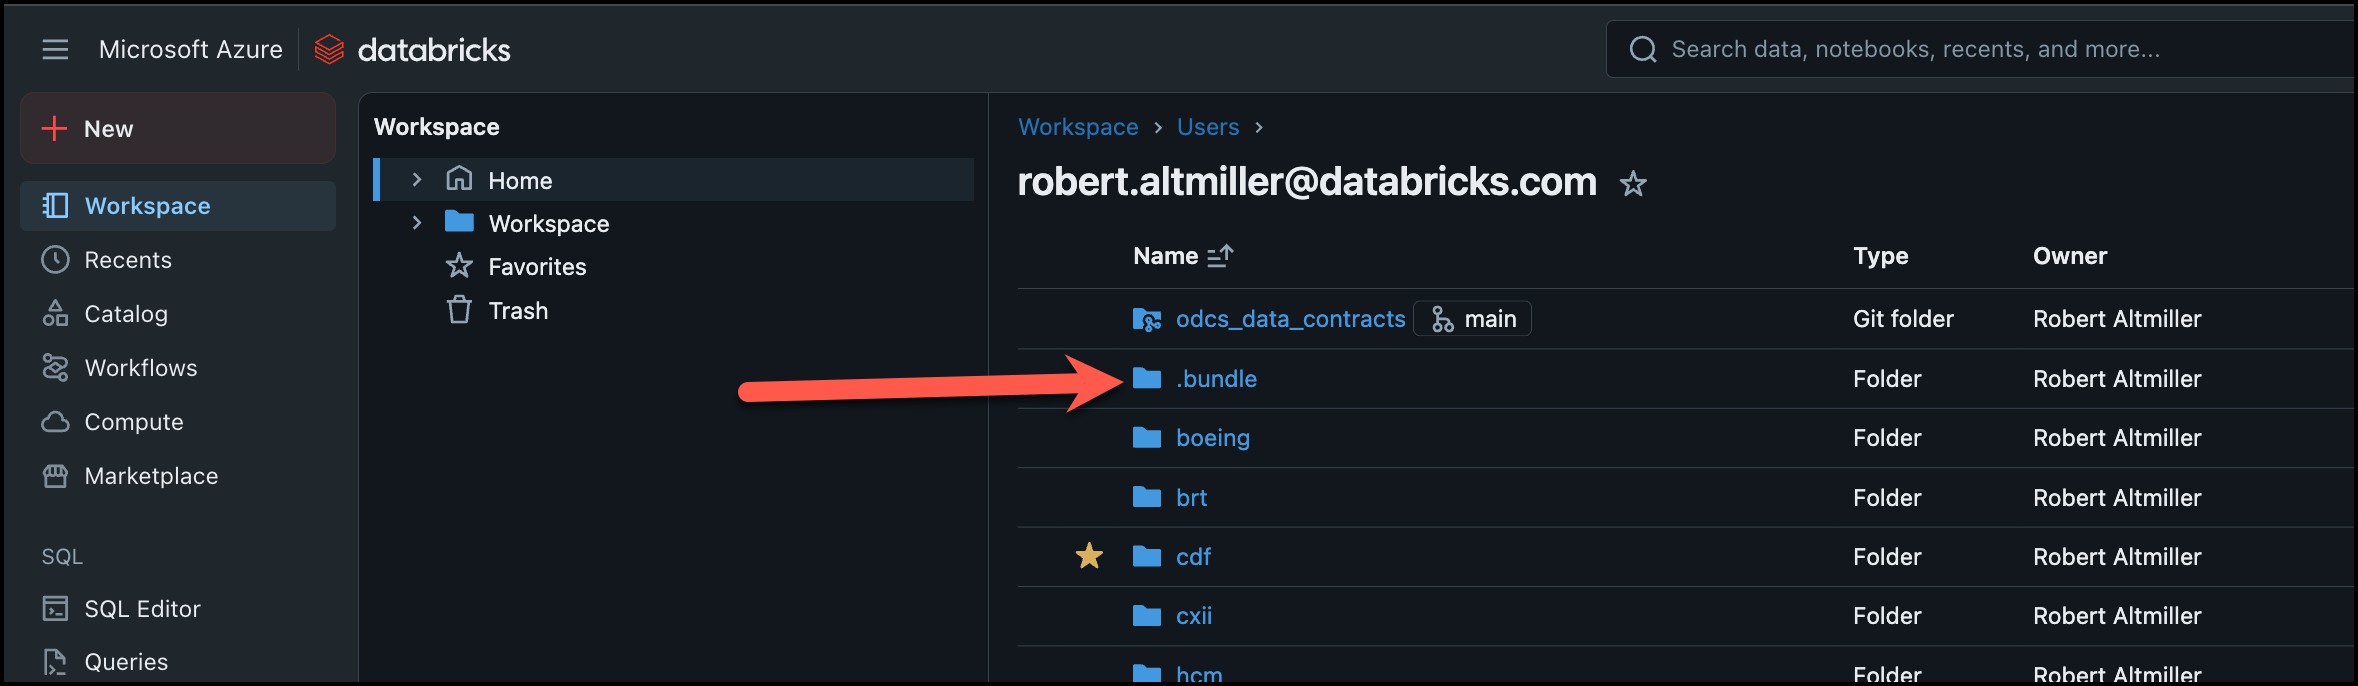 Microsoft Azure databricks
Search data, notebooks, recents, and more...
New
Workspace
Recents
Catalog
Workflows
Compute
Marketplace
SQL
SQL Editor
Queries
Workspace
Home
Workspace
Favorites
Trash
Workspace > Users >
robert.altmiller@databricks.com
Name Type Owner
odcs_data_contracts main Git folder Robert Altmiller
.bundle Folder Robert Altmiller
boeing Folder Robert Altmiller
brt Folder Robert Altmiller
cdf Folder Robert Altmiller
cxii Folder Robert Altmiller
hcm Folder Robert Altmiller